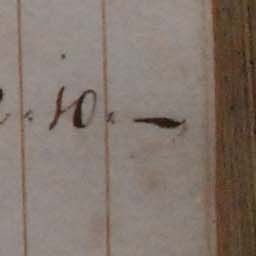 . 10 . —